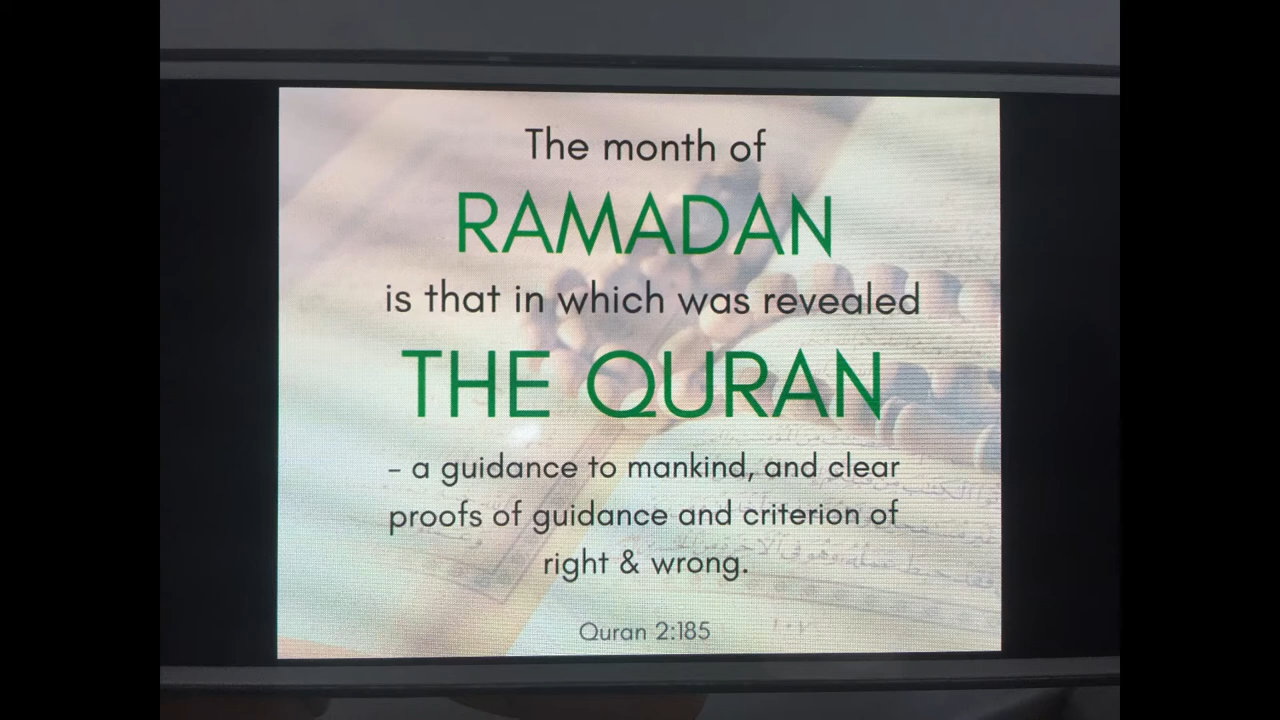 The month of
RAMADAN
is that in which was revealed
THE QURAN
– a guidance to mankind, and clear
proofs of guidance and criterion of
right & wrong.
Quran 2:185